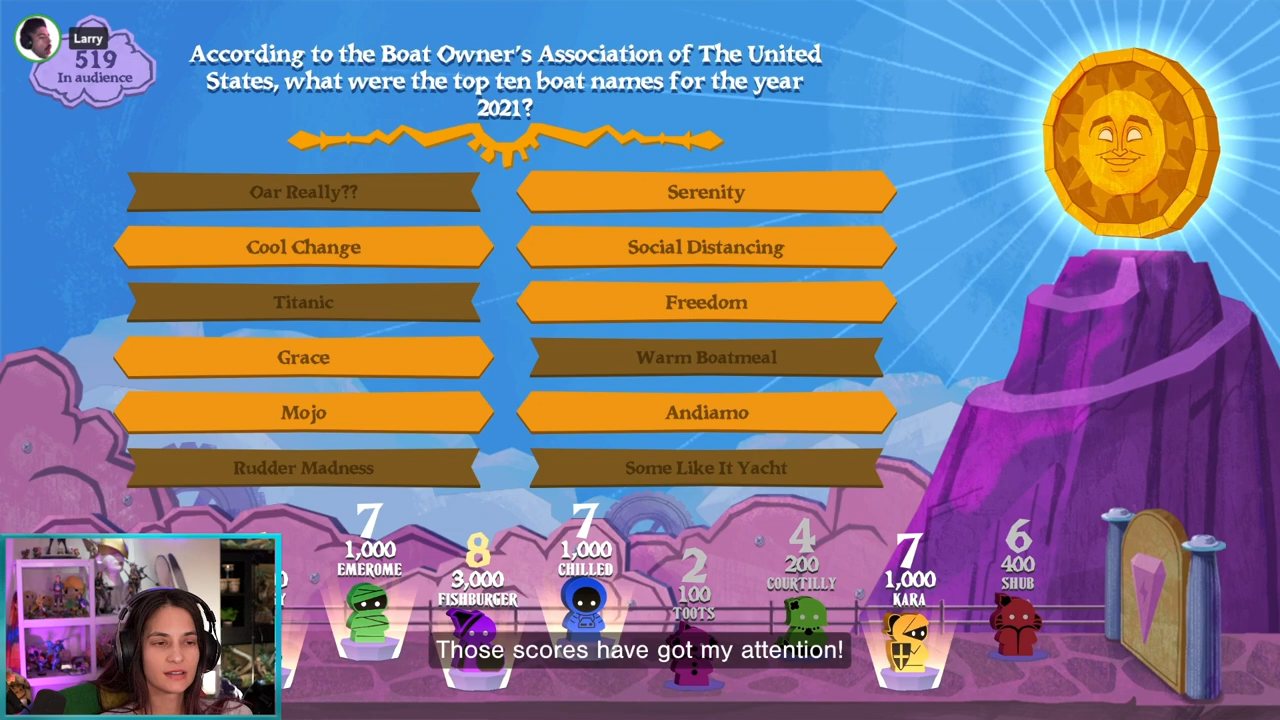 Larry
519
In audience
According to the Boat Owner's Association of The United
States, what were the top ten boat names for the year
2021?
Oar Really??
Serenity
Cool Change
Social Distancing
Titanic
Freedom
Grace
Warm Boatmeal
Mojo
Andiamo
Rudder Madness
Some Like It Yacht
7
1,000
EMEROME
8
3,000
FISHBURGER
7
1,000
CHILLED
2
100
TOOTS
4
200
COURTILLY
7
1,000
KARA
6
400
SHUB
Those scores have got my attention!